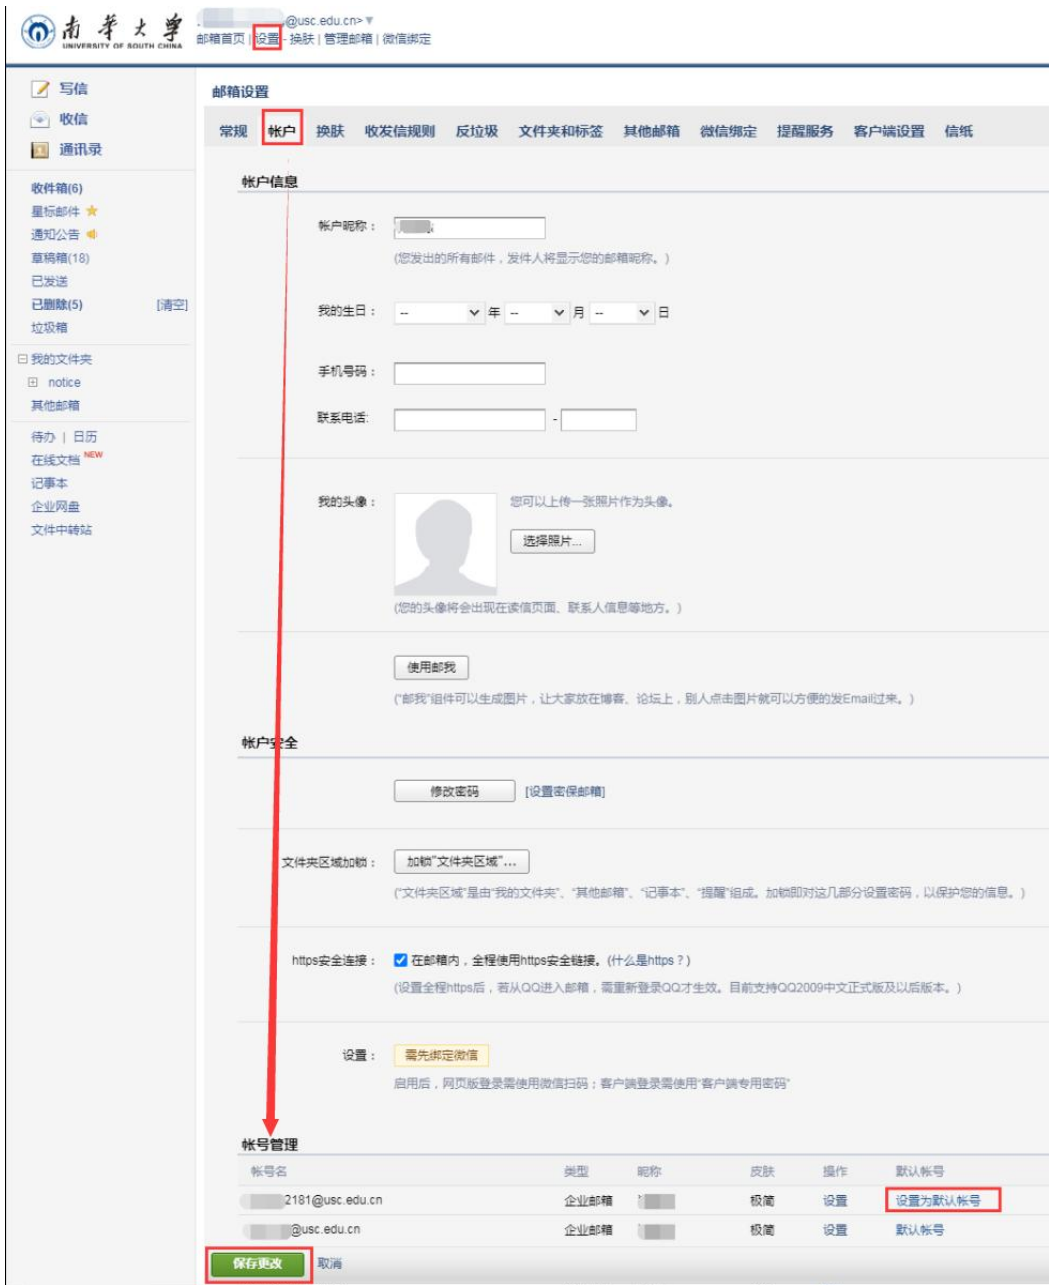 南华大学
UNIVERSITY OF SOUTH CHINA
@usc.edu.cn>
邮箱首页 | 设置 - 换肤 | 管理邮箱 | 微信绑定
写信
收信
通讯录
收件箱(6)
星标邮件
通知公告
草稿箱(18)
已发送
已删除(5) [清空]
垃圾箱
我的文件夹
notice
其他邮箱
待办 | 日历
在线文档 NEW
记事本
企业网盘
文件中转站
邮箱设置
常规 帐户 换肤 收发信规则 反垃圾 文件夹和标签 其他邮箱 微信绑定 提醒服务 客户端设置 信纸
帐户信息
帐户昵称：
(您发出的所有邮件，发件人将显示您的邮箱昵称。)
我的生日： -- 年 -- 月 -- 日
手机号码：
联系电话: -
我的头像： 您可以上传一张照片作为头像。
选择照片...
(您的头像将会出现在读信页面、联系人信息等地方。)
使用邮我
("邮我"组件可以生成图片，让大家放在博客、论坛上，别人点击图片就可以方便的发Email过来。)
帐户安全
修改密码 [设置密保邮箱]
文件夹区域加锁： 加锁"文件夹区域"...
("文件夹区域"是由"我的文件夹"、"其他邮箱"、"记事本"、"提醒"组成。加锁即对这几部分设置密码，以保护您的信息。)
https安全连接： 在邮箱内，全程使用https安全链接。(什么是https？)
(设置全程https后，若从QQ进入邮箱，需重新登录QQ才生效。目前支持QQ2009中文正式版及以后版本。)
设置： 需先绑定微信
启用后，网页版登录需使用微信扫码；客户端登录需使用"客户端专用密码"
帐号管理
帐号名 类型 昵称 皮肤 操作 默认帐号
2181@usc.edu.cn 企业邮箱 极简 设置 设置为默认帐号
@usc.edu.cn 企业邮箱 极简 设置 默认帐号
保存更改 取消